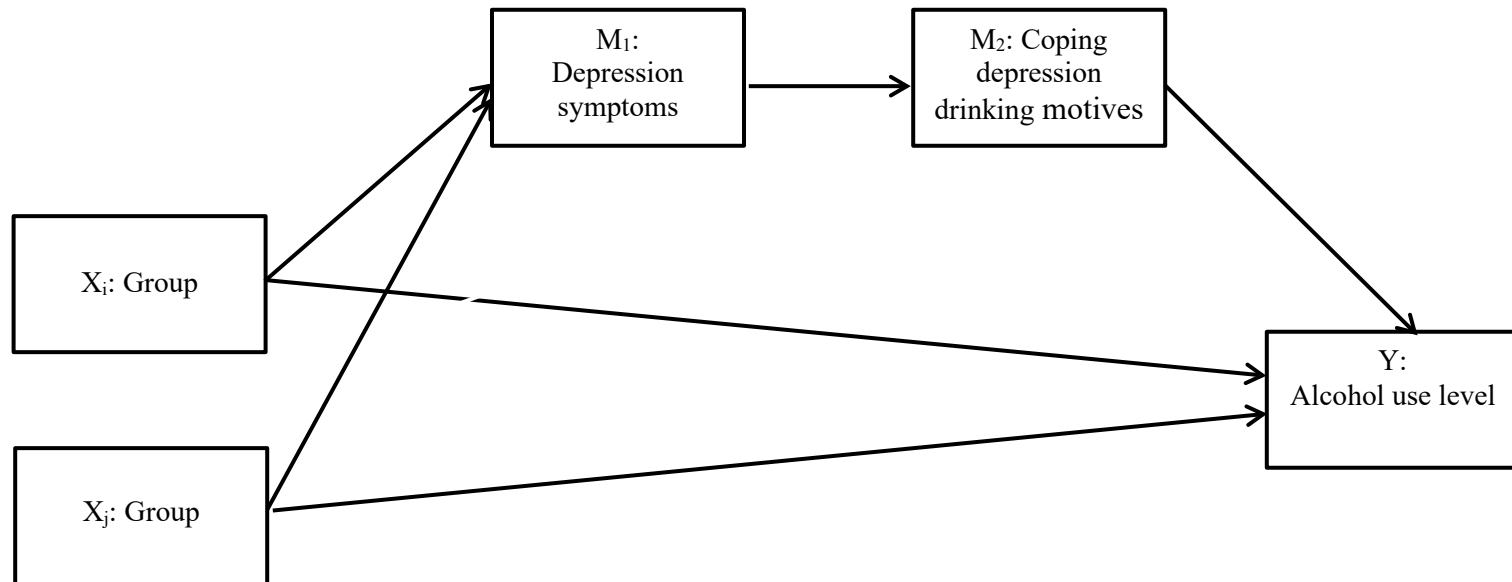 M₁:
Depression
symptoms
M₂: Coping
depression
drinking motives
Xᵢ: Group
Y:
Alcohol use level
Xⱼ: Group